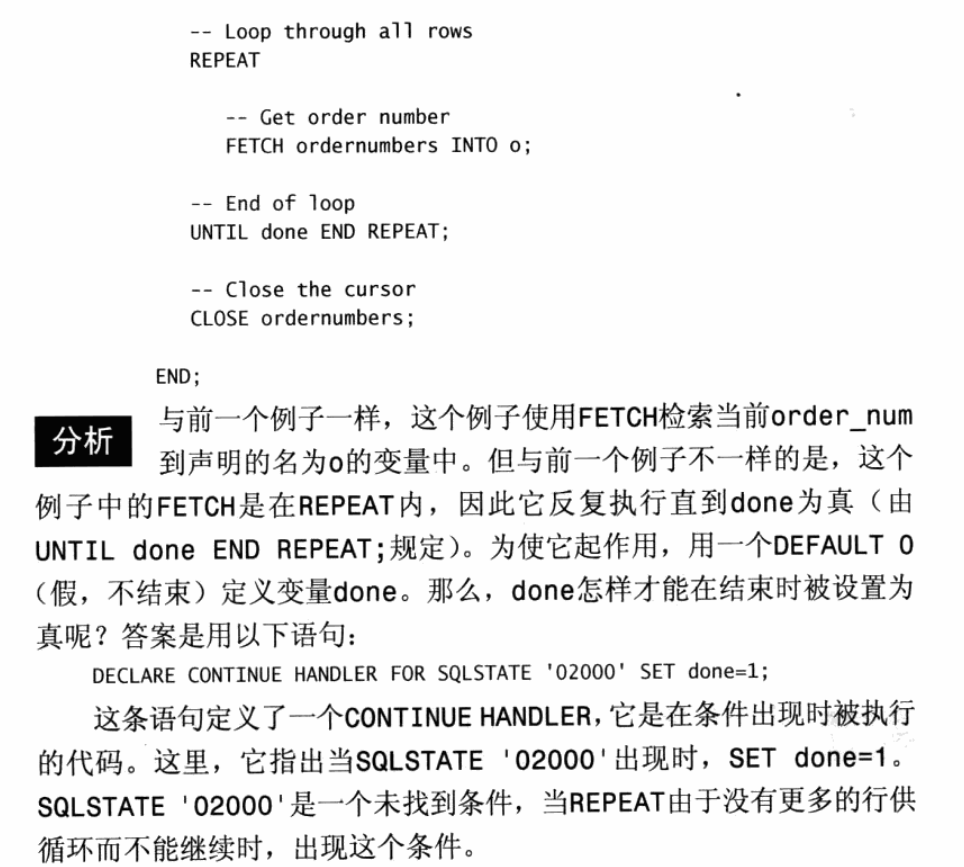 -- Loop through all rows
REPEAT
-- Get order number
FETCH ordernumbers INTO o;
-- End of loop
UNTIL done END REPEAT;
-- Close the cursor
CLOSE ordernumbers;
END;
分析
与前一个例子一样，这个例子使用FETCH检索当前order_num
到声明的名为o的变量中。但与前一个例子不一样的是，这个
例子中的FETCH是在REPEAT内，因此它反复执行直到done为真（由
UNTIL done END REPEAT;规定）。为使它起作用，用一个DEFAULT 0
（假，不结束）定义变量done。那么，done怎样才能在结束时被设置为
真呢？答案是用以下语句：
DECLARE CONTINUE HANDLER FOR SQLSTATE '02000' SET done=1;
这条语句定义了一个CONTINUE HANDLER，它是在条件出现时被执行
的代码。这里，它指出当SQLSTATE '02000'出现时，SET done=1。
SQLSTATE '02000'是一个未找到条件，当REPEAT由于没有更多的行供
循环而不能继续时，出现这个条件。